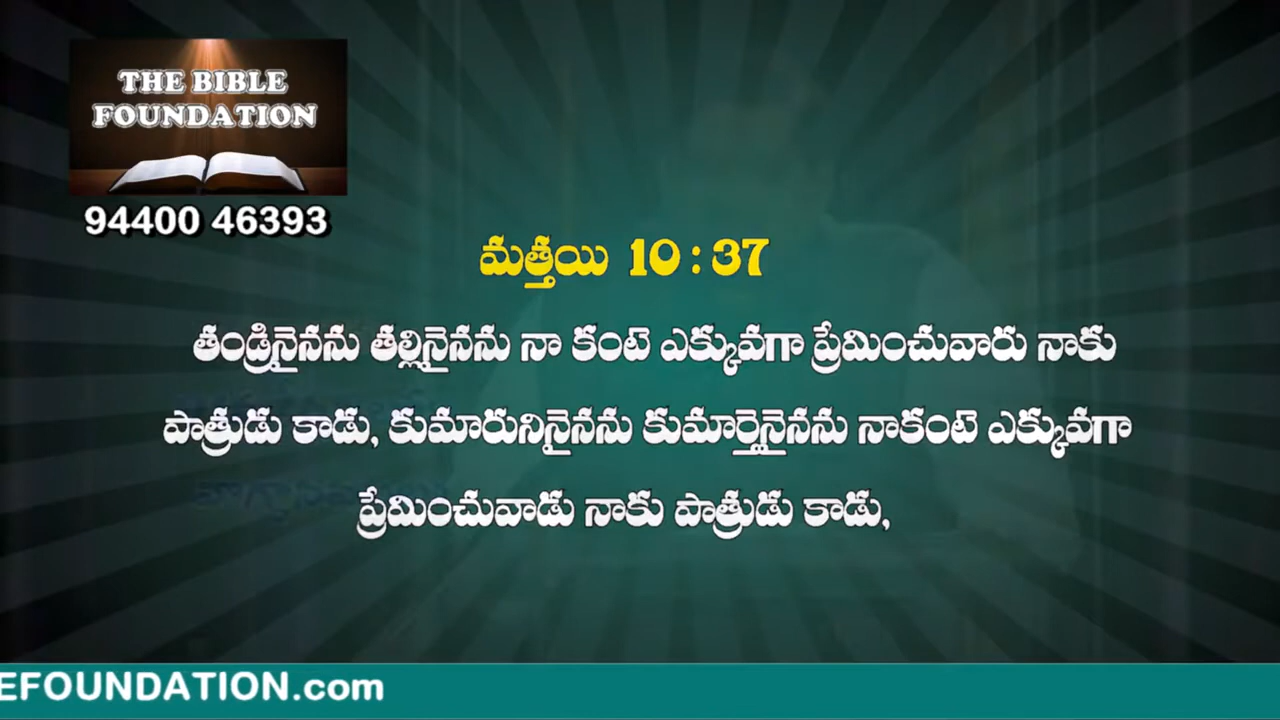 THE BIBLE
FOUNDATION
94400 46393
మత్తయి 10 : 37
తండ్రినైనను తల్లినైనను నా కంటె ఎక్కువగా ప్రేమించువారు నాకు
పాత్రుడు కాడు, కుమారునినైనను కుమార్తెనైనను నాకంటె ఎక్కువగా
ప్రేమించువాడు నాకు పాత్రుడు కాడు,
EFOUNDATION.com